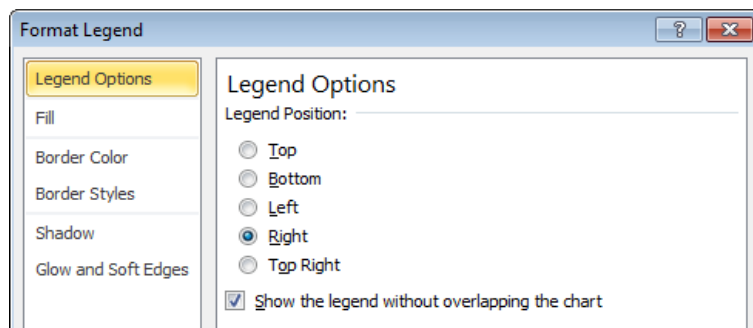 Format Legend
Legend Options
Fill
Border Color
Border Styles
Shadow
Glow and Soft Edges
Legend Options
Legend Position:
Top
Bottom
Left
Right
Top Right
Show the legend without overlapping the chart